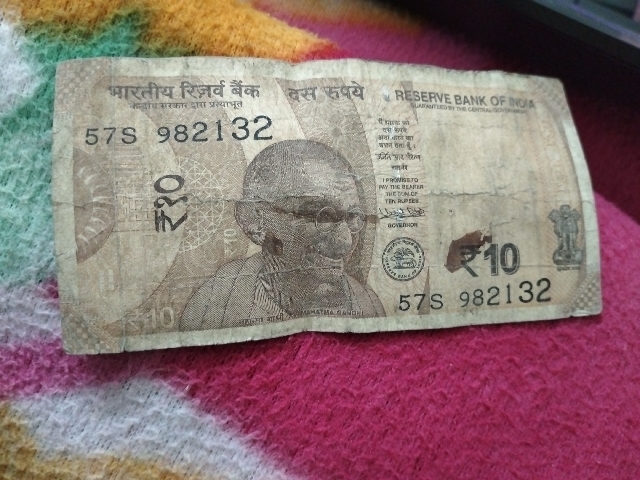 भारतीय रिज़र्व बैंक दस रुपये
केन्द्रीय सरकार द्वारा प्रत्याभूत
RESERVE BANK OF INDIA
GUARANTEED BY THE CENTRAL GOVERNMENT
57S 982132
₹१०
₹10
मैं धारक को
दस रुपये
अदा करने का
वचन देता हूँ।
I PROMISE TO
PAY THE BEARER
THE SUM OF
TEN RUPEES
GOVERNOR
₹10
57S 982132
₹10
महात्मा गांधी MAHATMA GANDHI